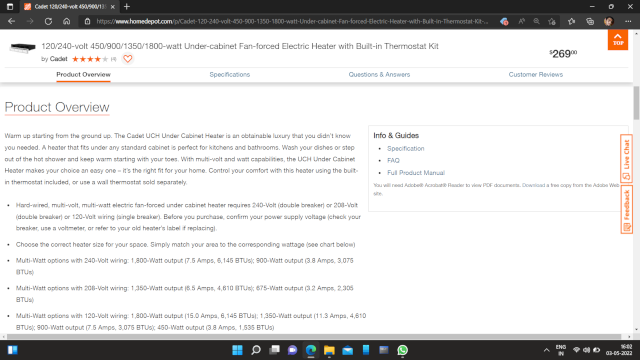 Cadet 120/240-volt 450/900/135
https://www.homedepot.com/p/Cadet-120-240-volt-450-900-1350-1800-watt-Under-cabinet-Fan-forced-Electric-Heater-with-Built-in-Thermostat-Kit-...
120/240-volt 450/900/1350/1800-watt Under-cabinet Fan-forced Electric Heater with Built-in Thermostat Kit
by Cadet (4)
$269.00
TOP
Product Overview Specifications Questions & Answers Customer Reviews
Product Overview
Warm up starting from the ground up. The Cadet UCH Under Cabinet Heater is an obtainable luxury that you didn't know
you needed. A heater that fits under any standard cabinet is perfect for kitchens and bathrooms. Wash your dishes or step
out of the hot shower and keep warm starting with your toes. With multi-volt and watt capabilities, the UCH Under Cabinet
Heater makes your choice an easy one – it's the right fit for your home. Control your comfort with this heater using the built-
in thermostat included, or use a wall thermostat sold separately.
• Hard-wired, multi-volt, multi-watt electric fan-forced under cabinet heater requires 240-Volt (double breaker) or 208-Volt
(double breaker) or 120-Volt wiring (single breaker). Before you purchase, confirm your power supply voltage (check your
breaker, use a voltmeter, or refer to your old heater's label if replacing).
• Choose the correct heater size for your space. Simply match your area to the corresponding wattage (see chart below)
• Multi-Watt options with 240-Volt wiring: 1,800-Watt output (7.5 Amps, 6,145 BTUs); 900-Watt output (3.8 Amps, 3,075
BTUs)
• Multi-Watt options with 208-Volt wiring: 1,350-Watt output (6.5 Amps, 4,610 BTUs); 675-Watt output (3.2 Amps, 2,305
BTUs)
• Multi-Watt options with 120-Volt wiring: 1,800-Watt output (15.0 Amps, 6,145 BTUs); 1,350-Watt output (11.3 Amps, 4,610
BTUs); 900-Watt output (7.5 Amps, 3,075 BTUs); 450-Watt output (3.8 Amps, 1,535 BTUs)
Info & Guides
• Specification
• FAQ
• Full Product Manual
You will need Adobe® Acrobat® Reader to view PDF documents. Download a free copy from the Adobe Web
site.
Live Chat
Feedback
ENG
IN
16:02
03-05-2022